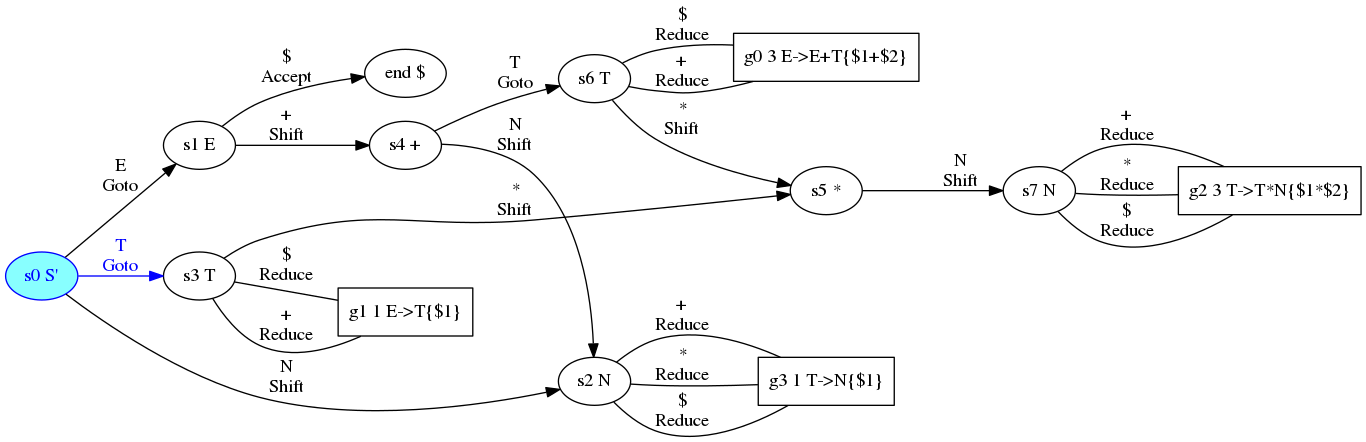 $
Reduce
g0 3 E->E+T{$1+$2}
+
Reduce
$
Accept
end $
T
Goto
s6 T
*
Shift
+
Shift
s1 E
s4 +
N
Shift
+
Reduce
E
Goto
*
Shift
s5 *
N
Shift
s7 N
*
Reduce
g2 3 T->T*N{$1*$2}
$
Reduce
s0 S'
T
Goto
s3 T
$
Reduce
g1 1 E->T{$1}
+
Reduce
N
Shift
+
Reduce
s2 N
*
Reduce
g3 1 T->N{$1}
$
Reduce